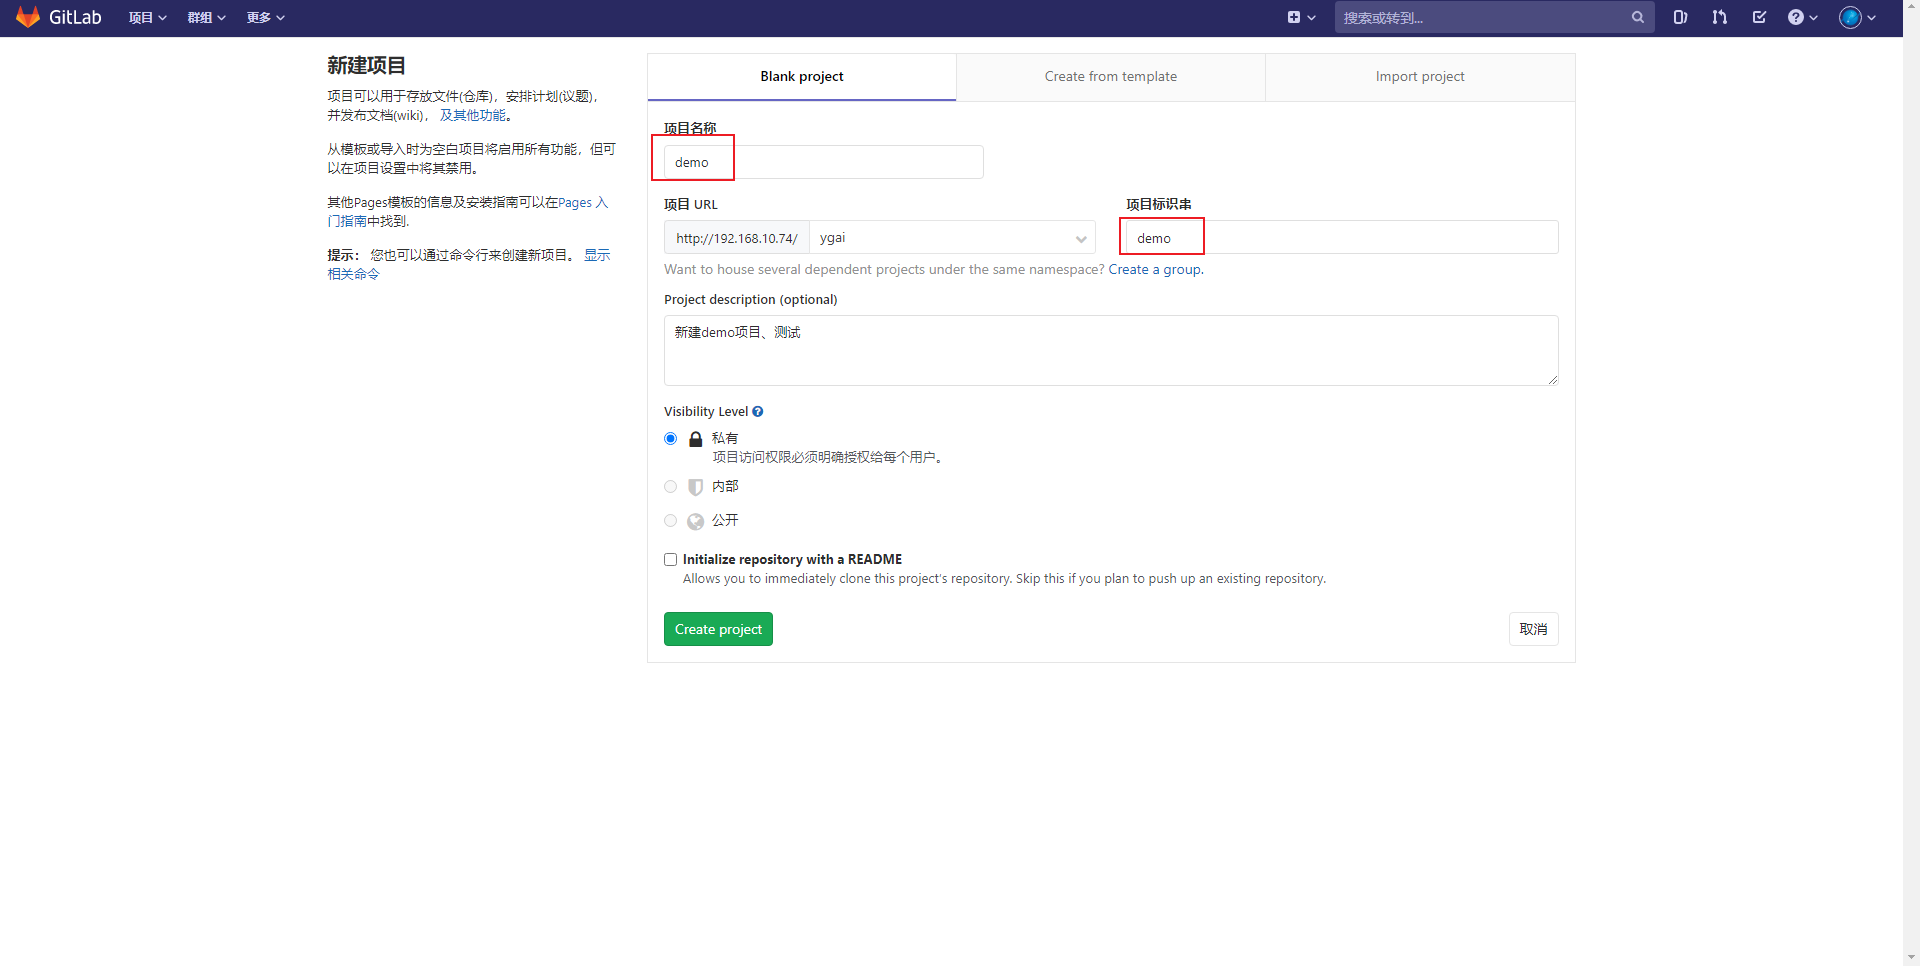 GitLab 项目 群组 更多 搜索或转到...
新建项目
项目可以用于存放文件(仓库)，安排计划(议题)，
并发布文档(wiki)， 及其他功能。
从模板或导入时为空白项目将启用所有功能，但可
以在项目设置中将其禁用。
其他Pages模板的信息及安装指南可以在Pages 入
门指南中找到.
提示： 您也可以通过命令行来创建新项目。 显示
相关命令
Blank project Create from template Import project
项目名称
demo
项目 URL 项目标识串
http://192.168.10.74/ ygai demo
Want to house several dependent projects under the same namespace? Create a group.
Project description (optional)
新建demo项目、测试
Visibility Level
私有
项目访问权限必须明确授权给每个用户。
内部
公开
Initialize repository with a README
Allows you to immediately clone this project's repository. Skip this if you plan to push up an existing repository.
Create project 取消